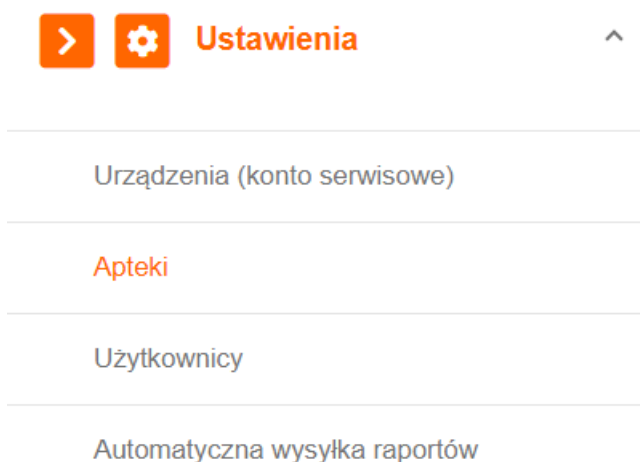 Ustawienia
Urządzenia (konto serwisowe)
Apteki
Użytkownicy
Automatyczna wysyłka raportów